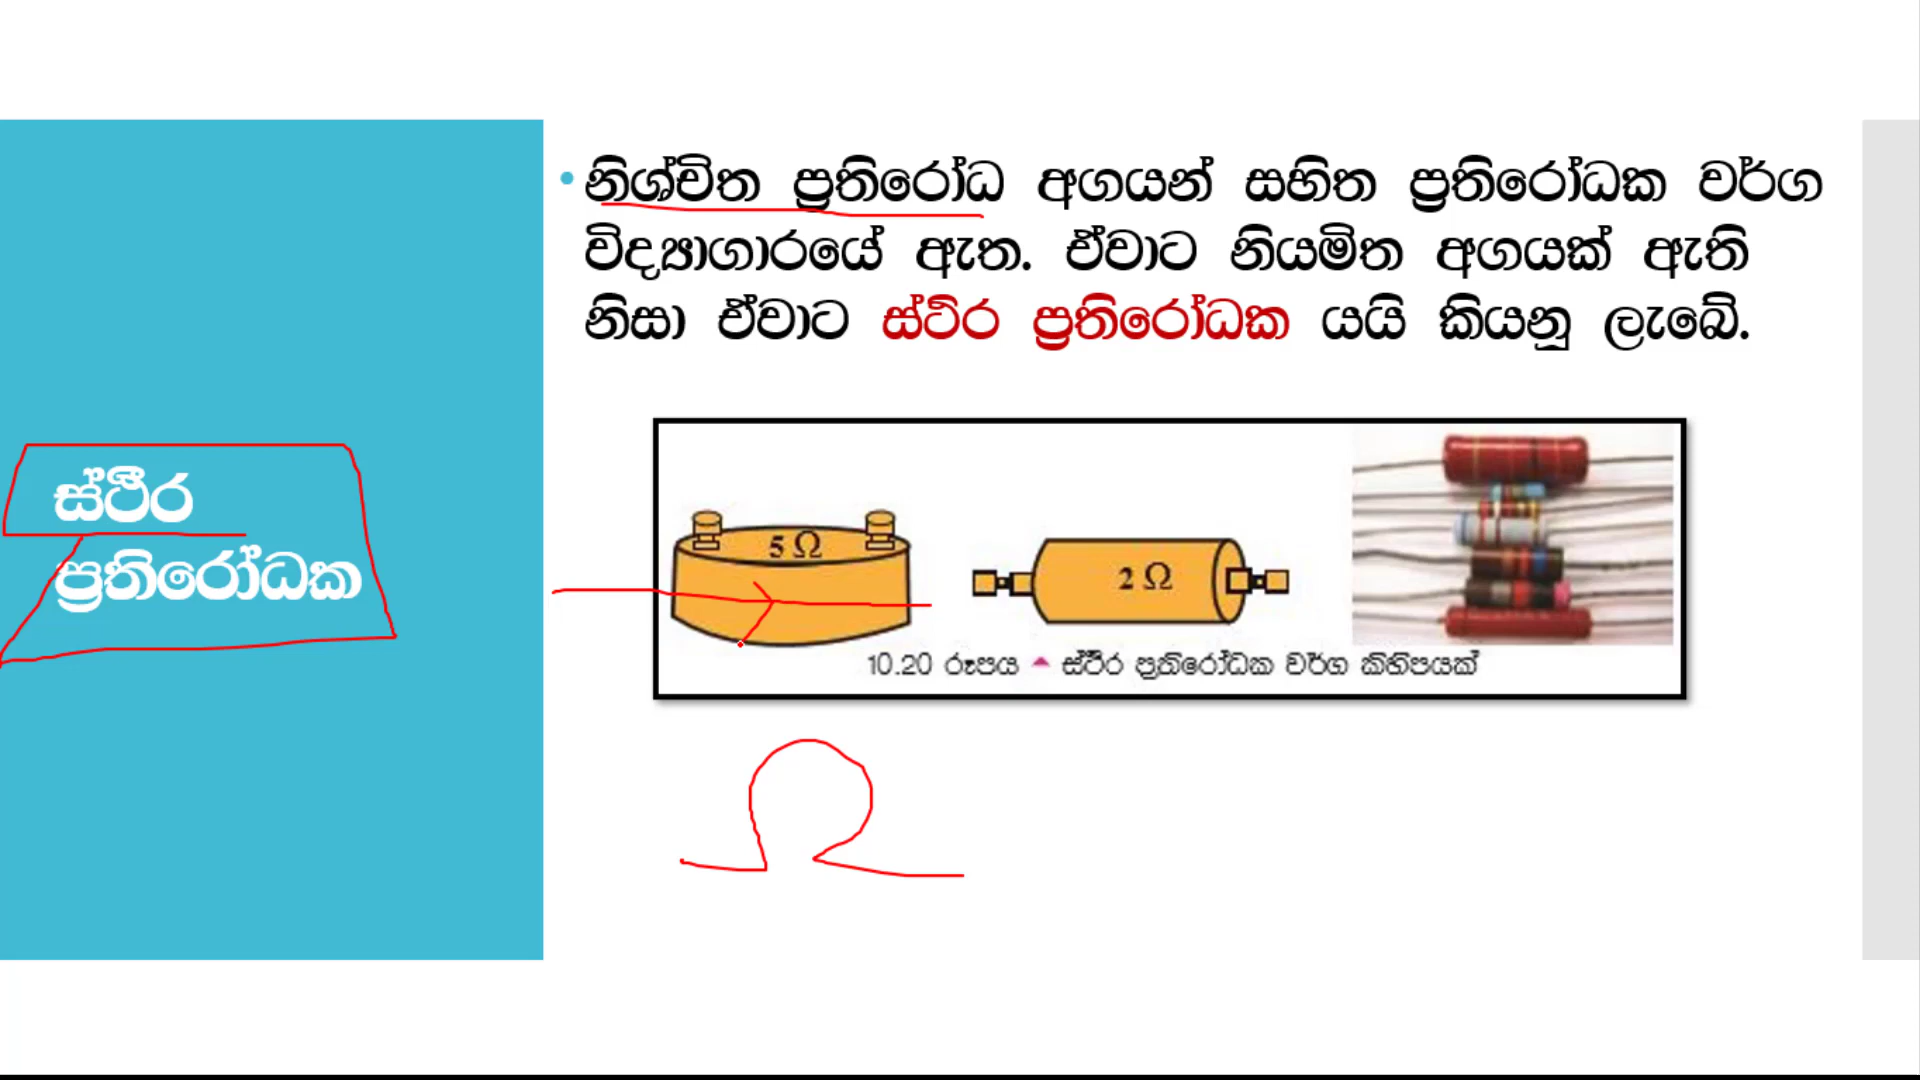 ස්ථීර
ප්‍රතිරෝධක
• නිශ්චිත ප්‍රතිරෝධ අගයන් සහිත ප්‍රතිරෝධක වර්ග
විද්‍යාගාරයේ ඇත. ඒවාට නියමිත අගයක් ඇති
නිසා ඒවාට ස්ථිර ප්‍රතිරෝධක යයි කියනු ලැබේ.
5 Ω
2 Ω
10.20 රූපය ▲ ස්ථිර ප්‍රතිරෝධක වර්ග කිහිපයක්
Ω